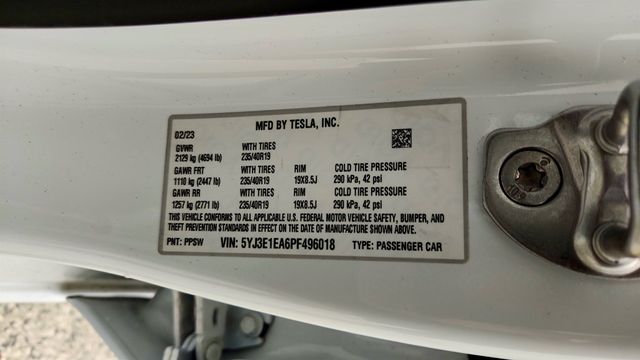 02/23 MFD BY TESLA, INC.
GVWR WITH TIRES
2129 kg (4694 lb) 235/40R19
GAWR FRT WITH TIRES RIM COLD TIRE PRESSURE
1110 kg (2447 lb) 235/40R19 19X8.5J 290 kPa, 42 psi
GAWR RR WITH TIRES RIM COLD TIRE PRESSURE
1257 kg (2771 lb) 235/40R19 19X8.5J 290 kPa, 42 psi
THIS VEHICLE CONFORMS TO ALL APPLICABLE U.S. FEDERAL MOTOR VEHICLE SAFETY, BUMPER, AND
THEFT PREVENTION STANDARDS IN EFFECT ON THE DATE OF MANUFACTURE SHOWN ABOVE.
PNT: PPSW VIN: 5YJ3E1EA6PF496018 TYPE: PASSENGER CAR